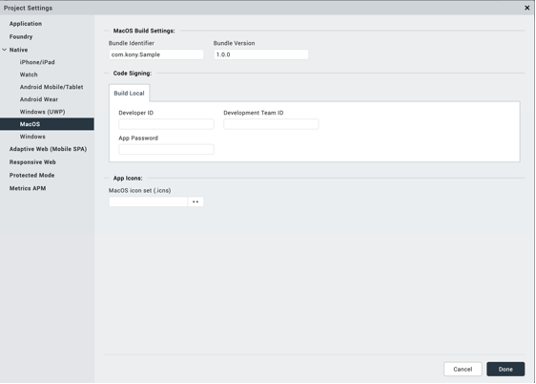 Project Settings
Application
Foundry
Native
iPhone/iPad
Watch
Android Mobile/Tablet
Android Wear
Windows (UWP)
MacOS
Windows
Adaptive Web (Mobile SPA)
Responsive Web
Protected Mode
Metrics APM
MacOS Build Settings:
Bundle Identifier Bundle Version
com.kony.Sample 1.0.0
Code Signing:
Build Local
Developer ID Development Team ID
App Password
App Icons:
MacOS icon set (.icns)
Cancel Done